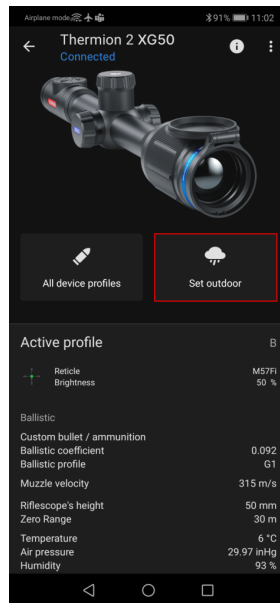 Airplane mode 91% 11:02
Thermion 2 XG50
Connected
All device profiles
Set outdoor
Active profile B
Reticle M57Fi
Brightness 50 %
Ballistic
Custom bullet / ammunition
Ballistic coefficient 0.092
Ballistic profile G1
Muzzle velocity 315 m/s
Riflescope's height 50 mm
Zero Range 30 m
Temperature 6 °C
Air pressure 29.97 inHg
Humidity 93 %